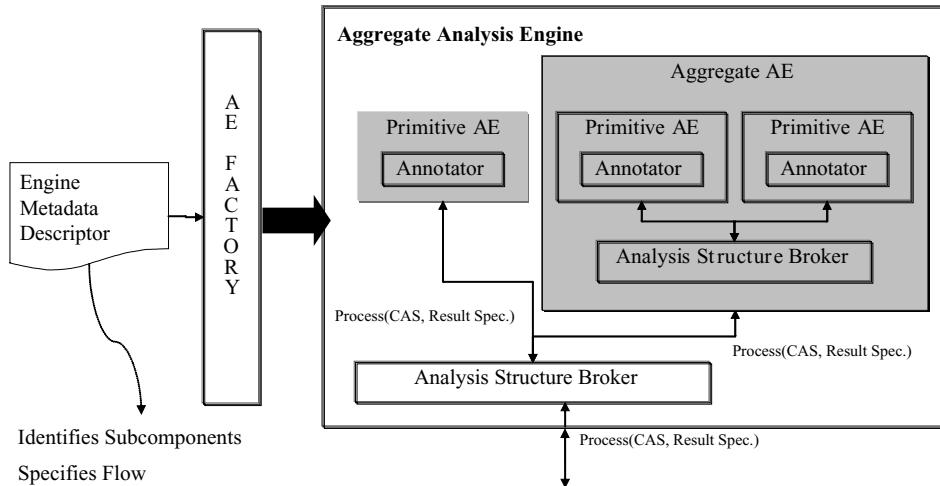 Engine
Metadata
Descriptor
Identifies Subcomponents
Specifies Flow
AE FACTORY
Aggregate Analysis Engine
Primitive AE
Annotator
Aggregate AE
Primitive AE
Annotator
Primitive AE
Annotator
Analysis Structure Broker
Process(CAS, Result Spec.)
Process(CAS, Result Spec.)
Analysis Structure Broker
Process(CAS, Result Spec.)